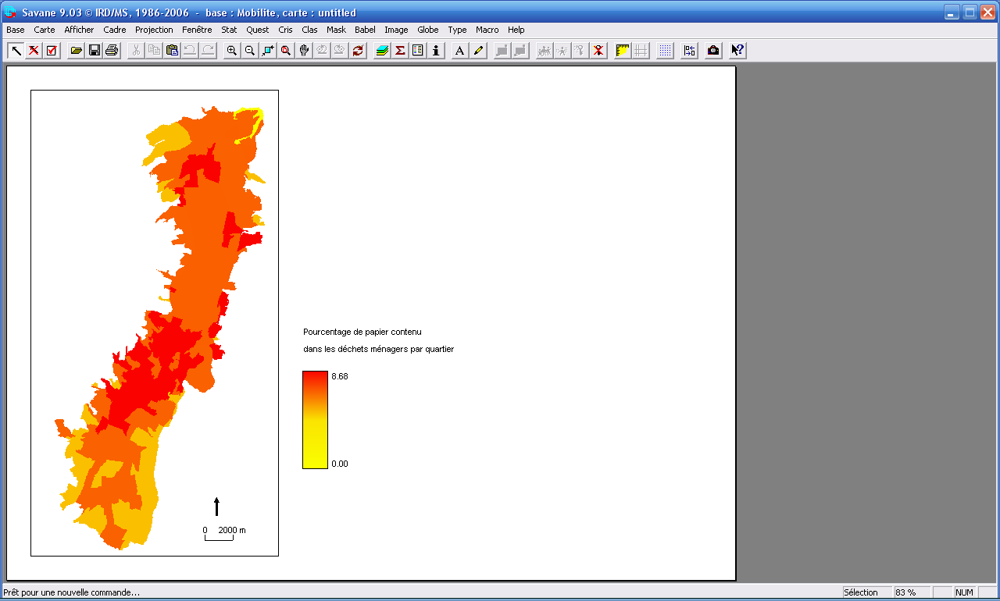 Savane 9.03 © IRD/MS, 1986-2006 - base : Mobilite, carte : untitled
Base Carte Afficher Cadre Projection Fenêtre Stat Quest Cris Clas Mask Babel Image Globe Type Macro Help
A
Pourcentage de papier contenu
dans les déchets ménagers par quartier
8.68
0.00
0 2000 m
Prêt pour une nouvelle commande... Sélection 83 % NUM